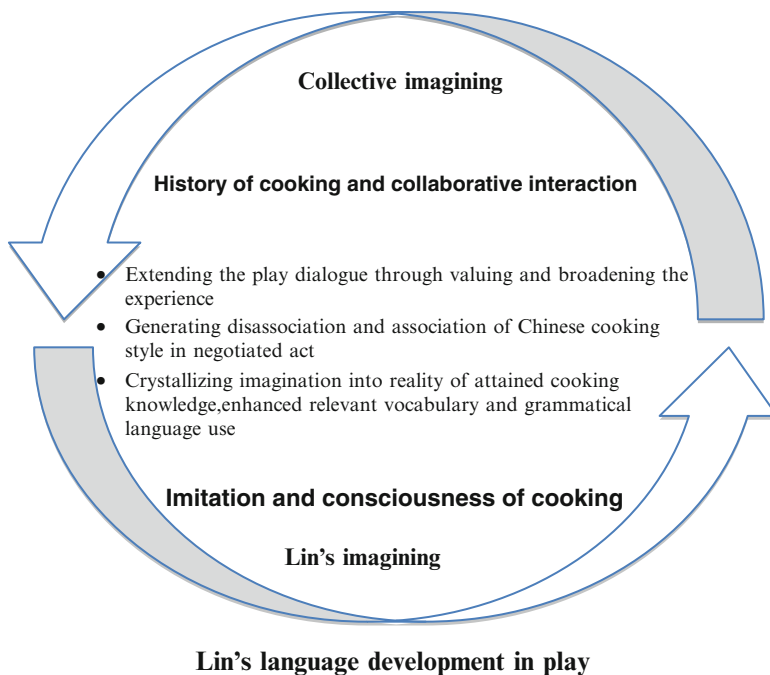 Collective imagining
History of cooking and collaborative interaction
• Extending the play dialogue through valuing and broadening the
experience
• Generating disassociation and association of Chinese cooking
style in negotiated act
• Crystallizing imagination into reality of attained cooking
knowledge,enhanced relevant vocabulary and grammatical
language use
Imitation and consciousness of cooking
Lin’s imagining
Lin’s language development in play